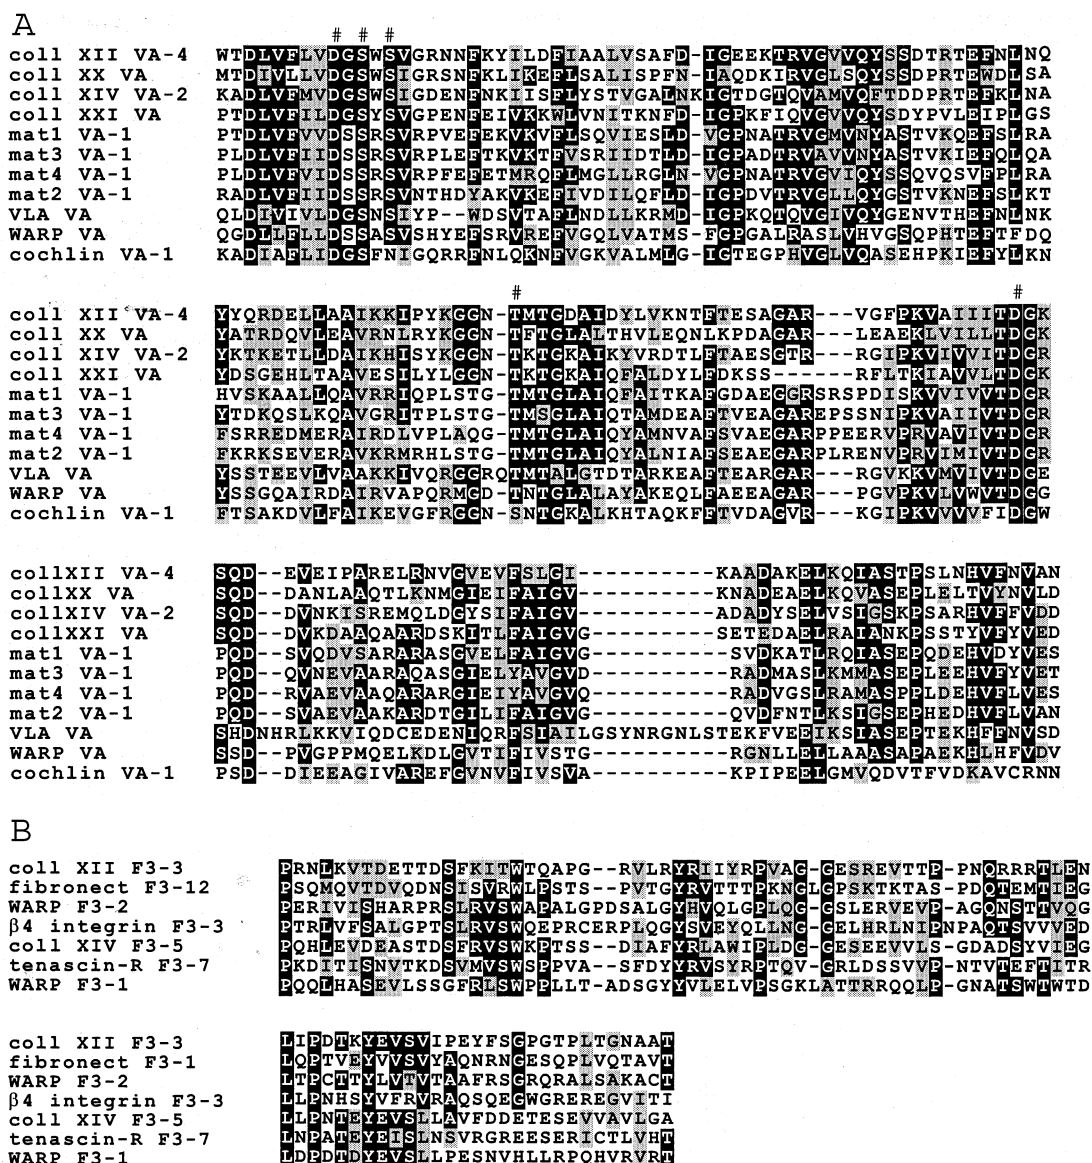 A
# # #
coll XII VA-4 WTDLVFLVDGSWSVGRNNFKYILDFIAALVSAFD-IGEEKTRVGVVQYSSDTRTEFNLNQ
coll XX VA MTDIVLLVDGSWSIGRSNFKLIKEFLSALISPFN-IAQDKIRVGLSQYSSDPRTEWDLSA
coll XIV VA-2 KADLVFMVDGSWSIGDENFNKIISFLYSTVGALNKIGTDGTQVAMVQFTDDPRTEFKLNA
coll XXI VA PTDLVFILDGSYSVGPENFEIVKKWLVNITKNFD-IGPKFIQVGVVQYSDYPVLEIPLGS
mat1 VA-1 PTDLVFVVDSSRSVRPVEFEKVKVFLSQVIESLD-VGPNATRVGMVNYASTVKQEFSLRA
mat3 VA-1 PLDLVFIIDSSRSVRPLEFTKVKTFVSRIIDTLD-IGPADTRVAVVNYASTVKIEFQLQA
mat4 VA-1 PLDLVFVIDSSRSVRPFEFETMRQFLMGLLRGLN-VGPNATRVGVIQYSSQVQSVFPLRA
mat2 VA-1 RADLVFIIDSSRSVNTHDYAKVKEFIVDILQFLD-IGPDVTRVGLLQYGSTVKNEFSLKT
VLA VA QLDIVIVLDGSNSIYP--WDSVTAFLNDLLKRMD-IGPKQTQVGIVQYGENVTHEFNLNK
WARP VA QGDLLFLLDSSASVSHYEFSRVREFVGQLVATMS-FGPGALRASLVHVGSQPHTEFTFDQ
cochlin VA-1 KADIAFLIDGSFNIGQRRFNLQKNFVGKVALMLG-IGTEGPHVGLVQASEHPKIEFYLKN
# #
coll XII VA-4 YYQRDELLAAIKKIPYKGGN-TMTGDAIDYLVKNTFTESAGAR---VGFPKVAIIITDGK
coll XX VA YATRDQVLEAVRNLRYKGGN-TFTGLALTHVLEQNLKPDAGAR---LEAEKLVILLTDGK
coll XIV VA-2 YKTKETLLDAIKHISYKGGN-TKTGKAIKYVRDTLFTAESGTR---RGIPKVIVVITDGR
coll XXI VA YDSGEHLTAAVESILYLGGN-TKTGKAIQFALDYLFDKSS------RFLTKIAVVLTDGK
mat1 VA-1 HVSKAALLQAVRRIQPLSTG-TMTGLAIQFAITKAFGDAEGGRSRSPDISKVVIVVTDGR
mat3 VA-1 YTDKQSLKQAVGRITPLSTG-TMSGLAIQTAMDEAFTVEAGAREPSSNIPKVAIIVTDGR
mat4 VA-1 FSRREDMERAIRDLVPLAQG-TMTGLAIQYAMNVAFSVAEGARPPEERVPRVAVIVTDGR
mat2 VA-1 FKRKSEVERAVKRMRHLSTG-TMTGLAIQYALNIAFSEAEGARPLRENVPRVIMIVTDGR
VLA VA YSSTEEVLVAAKKIVQRGGRQTMTALGTDTARKEAFTEARGAR---RGVKKVMVIVTDGE
WARP VA YSSGQAIRDAIRVAPQRMGD-TNTGLALAYAKEQLFAEEAGAR---PGVPKVLVWVTDGG
cochlin VA-1 FTSAKDVLFAIKEVGFRGGN-SNTGKALKHTAQKFFTVDAGVR---KGIPKVVVVFIDGW
collXII VA-4 SQD--EVEIPARELRNVGVEVFSLGI----------KAADAKELKQIASTPSLNHVFNVAN
collXX VA SQD--DANLAAQTLKNMGIEIFAIGV----------KNADEAELKQVASEPLELTVYNVLD
collXIV VA-2 SQD--DVNKISREMQLDGYSIFAIGV----------ADADYSELVSIGSKPSARHVFFVDD
collXXI VA SQD--DVKDAAQAARDSKITLFAIGVG---------SETEDAELRAIANKPSSTYVFYVED
mat1 VA-1 PQD--SVQDVSARARASGVELFAIGVG---------SVDKATLRQIASEPQDEHVDYVES
mat3 VA-1 PQD--QVNEVAARAQASGIELYAVGVD---------RADMASLKMMASEPLEEHVFYVET
mat4 VA-1 PQD--RVAEVAAQARARGIEIYAVGVQ---------RADVGSLRAMASPPLDEHVFLVES
mat2 VA-1 PQD--SVAEVAAKARDTGILIFAIGVG---------QVDFNTLKSIGSEPHEDHVFLVAN
VLA VA SHDNHRLKKVIQDCEDENIQRFSIAILGSYNRGNLSTEKFVEEIKSIASEPTEKHFFNVSD
WARP VA SSD--PVGPPMQELKDLGVTIFIVSTG---------RGNLLELLAAASAPAEKHLHFVDV
cochlin VA-1 PSD--DIEEAGIVAREFGVNVFIVSVA---------KPIPEELGMVQDVTFVDKAVCRNN
B
coll XII F3-3 PRNLKVTDETTDSFKITWTQAPG--RVLRYRIIYRPVAG-GESREVTTP-PNQRRRTLEN
fibronect F3-12 PSQMQVTDVQDNSISVRWLPSTS--PVTGYRVTTTPKNGLGPSKTKTAS-PDQTEMTIEG
WARP F3-2 PERIVISHARPRSLRVSWAPALGPDSALGYHVQLGPLQG-GSLERVEVP-AGQNSTTVQG
β4 integrin F3-3 PTRLVFSALGPTSLRVSWQEPRCERPLQGYSVEYQLLNG-GELHRLNIPNPAQTSVVVED
coll XIV F3-5 PQHLEVDEASTDSFRVSWKPTSS--DIAFYRLAWIPLDG-GESEEVVLS-GDADSYVIEG
tenascin-R F3-7 PKDITISNVTKDSVMVSWSPPVA--SFDYYRVSYRPTQV-GRLDSSVVP-NTVTEFTITR
WARP F3-1 PQQLHASEVLSSGFRLSWPPLLT-ADSGYYVLELVPSGKLATTRRQQLP-GNATSWTWTD
coll XII F3-3 LIPDTKYEVSVIPEYFSGPGTPLTGNAAT
fibronect F3-1 LQPTVEYVVSVYAQNRNGESQPLVQTAVT
WARP F3-2 LTPCTTYLVTVTAAFRSGRQRALSAKACT
β4 integrin F3-3 LLPNHSYVFRVRAQSQEGWGREREGVITI
coll XIV F3-5 LLPNTEYEVSLLAVFDDETESEVVAVLGA
tenascin-R F3-7 LNPATEYEISLNSVRGREESERICTLVHT
WARP F3-1 LDPDTDYEVSLLPESNVHLLRPQHVRVRT